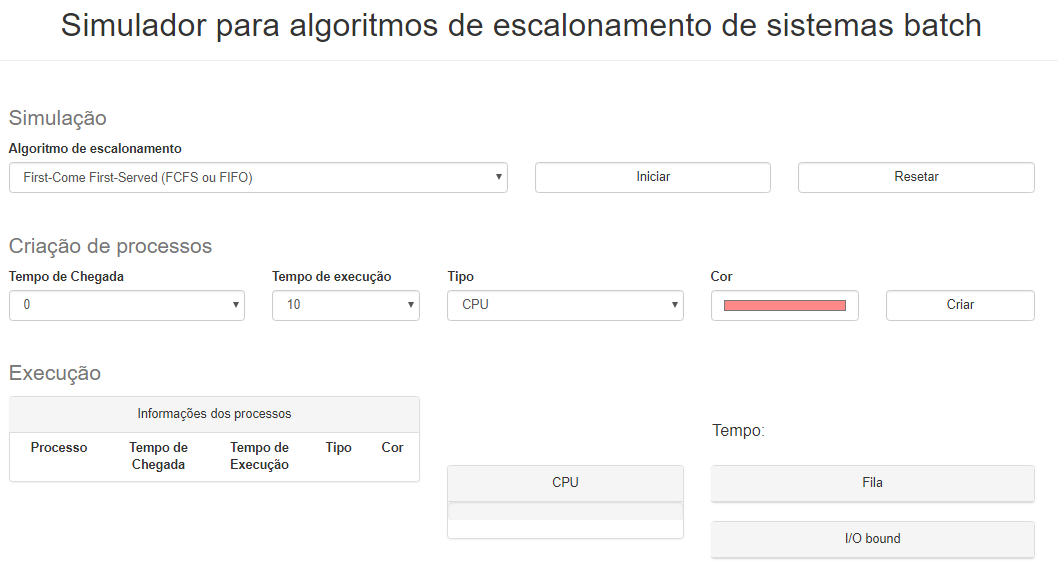 Simulador para algoritmos de escalonamento de sistemas batch
Simulação
Algoritmo de escalonamento
First-Come First-Served (FCFS ou FIFO)
Iniciar
Resetar
Criação de processos
Tempo de Chegada
Tempo de execução
Tipo
Cor
0
10
CPU
Criar
Execução
Informações dos processos
Processo
Tempo de
Chegada
Tempo de
Execução
Tipo
Cor
CPU
Tempo:
Fila
I/O bound